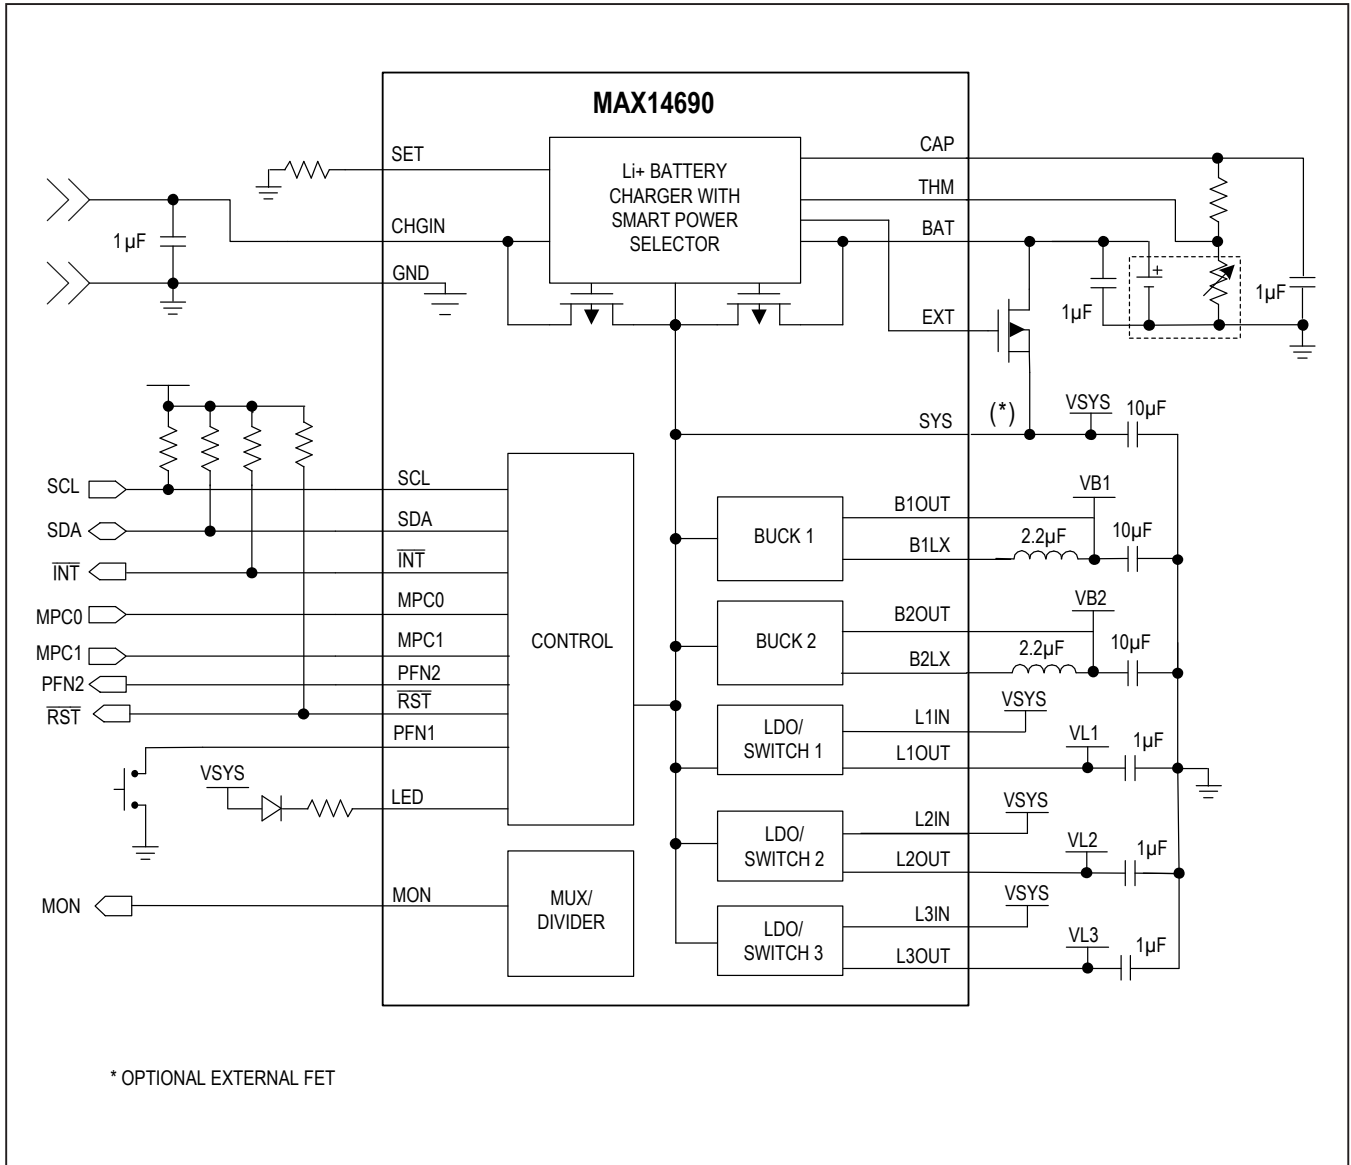 MAX14690
SET
Li+ BATTERY
CHARGER WITH
SMART POWER
SELECTOR
CAP
THM
CHGIN
BAT
1µF
GND
1µF
1µF
+
EXT
(*)
SYS
VSYS
10µF
SCL
SCL
SDA
SDA
INT
INT
MPC0
MPC0
MPC1
MPC1
PFN2
PFN2
RST
RST
PFN1
VSYS
LED
CONTROL
BUCK 1
B1OUT
B1LX
VB1
2.2µF
10µF
BUCK 2
B2OUT
B2LX
VB2
2.2µF
10µF
LDO/
SWITCH 1
L1IN
L1OUT
VSYS
VL1
1µF
LDO/
SWITCH 2
L2IN
L2OUT
VSYS
VL2
1µF
MON
MON
MUX/
DIVIDER
LDO/
SWITCH 3
L3IN
L3OUT
VSYS
VL3
1µF
* OPTIONAL EXTERNAL FET